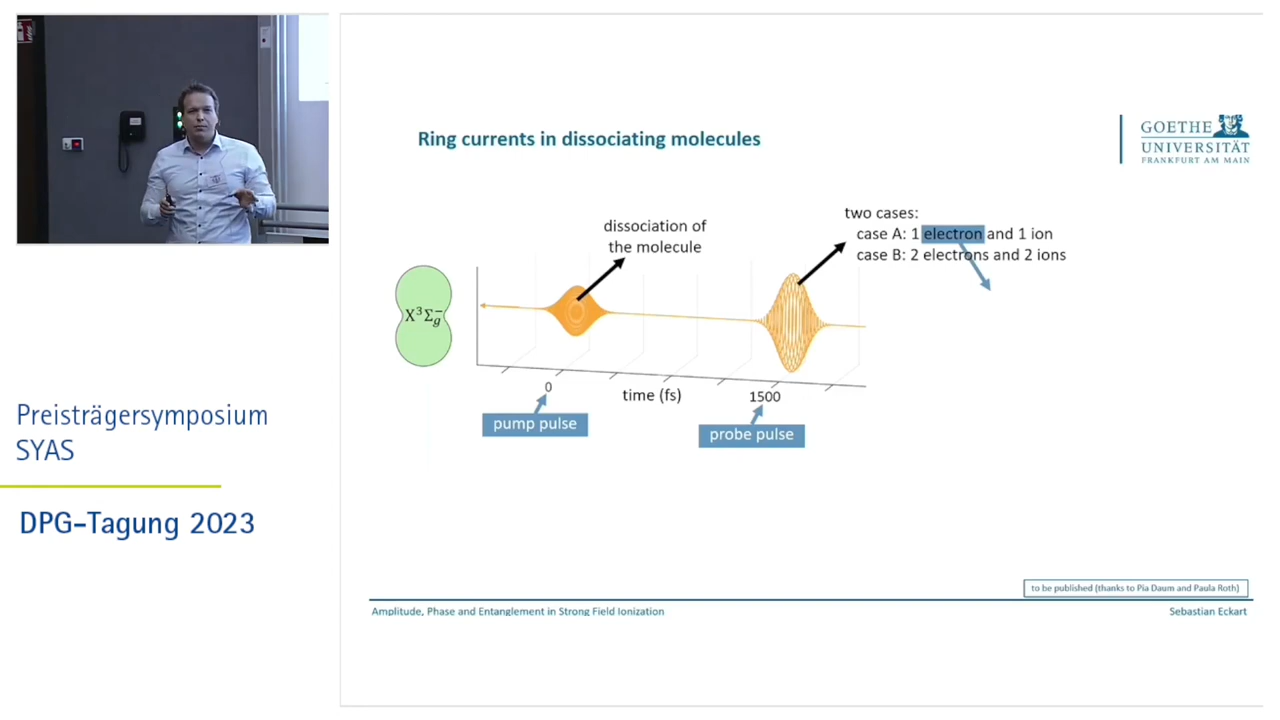 Ring currents in dissociating molecules
GOETHE
UNIVERSITÄT
FRANKFURT AM MAIN
dissociation of
the molecule
two cases:
case A: 1 electron and 1 ion
case B: 2 electrons and 2 ions
X³Σg⁻
0
time (fs)
1500
pump pulse
probe pulse
Preisträgersymposium
SYAS
DPG-Tagung 2023
to be published (thanks to Pia Daum and Paula Roth)
Amplitude, Phase and Entanglement in Strong Field Ionization
Sebastian Eckart